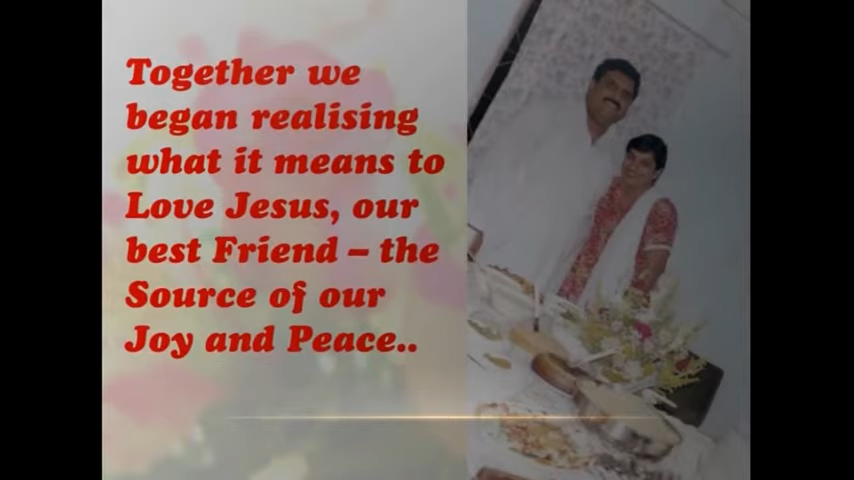 Together we
began realising
what it means to
Love Jesus, our
best Friend – the
Source of our
Joy and Peace..